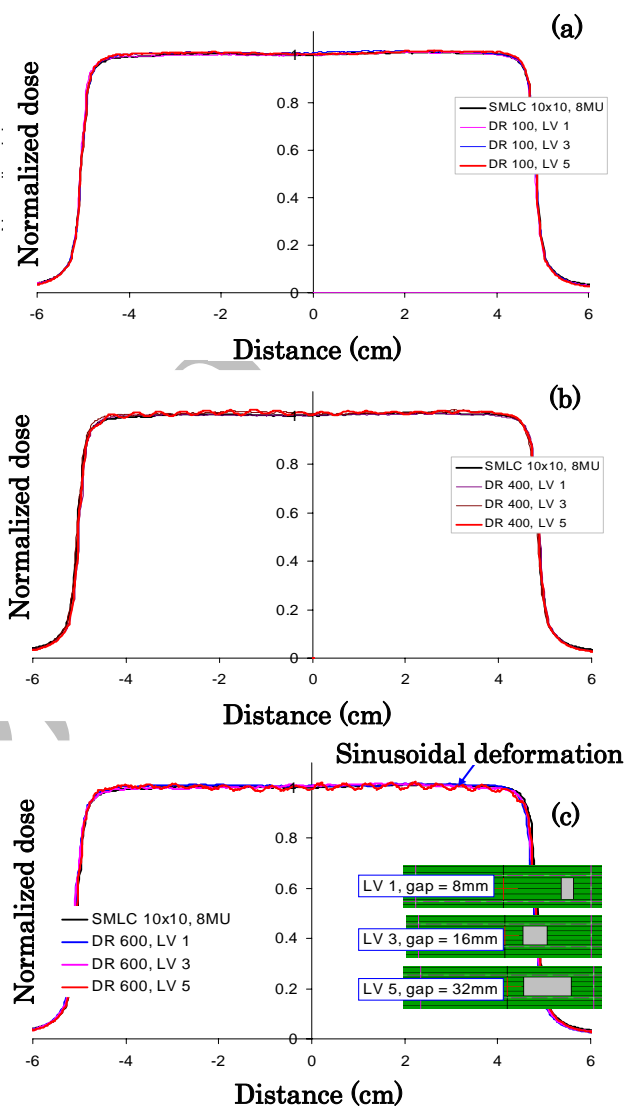 (a)
Normalized dose
0.8
0.6
0.4
0.2
0
SMLC 10x10, 8MU
DR 100, LV 1
DR 100, LV 3
DR 100, LV 5
-6 -4 -2 0 2 4 6
Distance (cm)
(b)
Normalized dose
0.8
0.6
0.4
0.2
0
SMLC 10x10, 8MU
DR 400, LV 1
DR 400, LV 3
DR 400, LV 5
-6 -4 -2 0 2 4 6
Distance (cm)
Sinusoidal deformation
(c)
Normalized dose
0.8
0.6
0.4
0.2
0
LV 1, gap = 8mm
LV 3, gap = 16mm
LV 5, gap = 32mm
SMLC 10x10, 8MU
DR 600, LV 1
DR 600, LV 3
DR 600, LV 5
-6 -4 -2 0 2 4 6
Distance (cm)